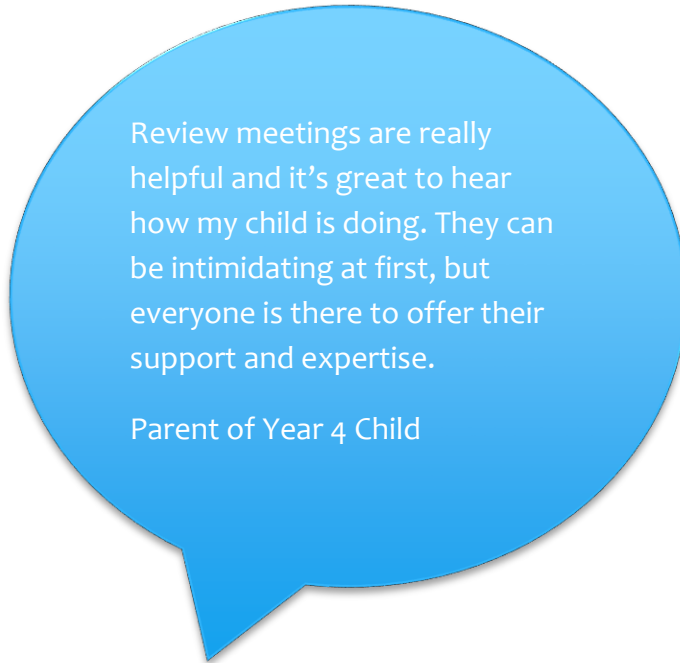 Review meetings are really
helpful and it’s great to hear
how my child is doing. They can
be intimidating at first, but
everyone is there to offer their
support and expertise.
Parent of Year 4 Child